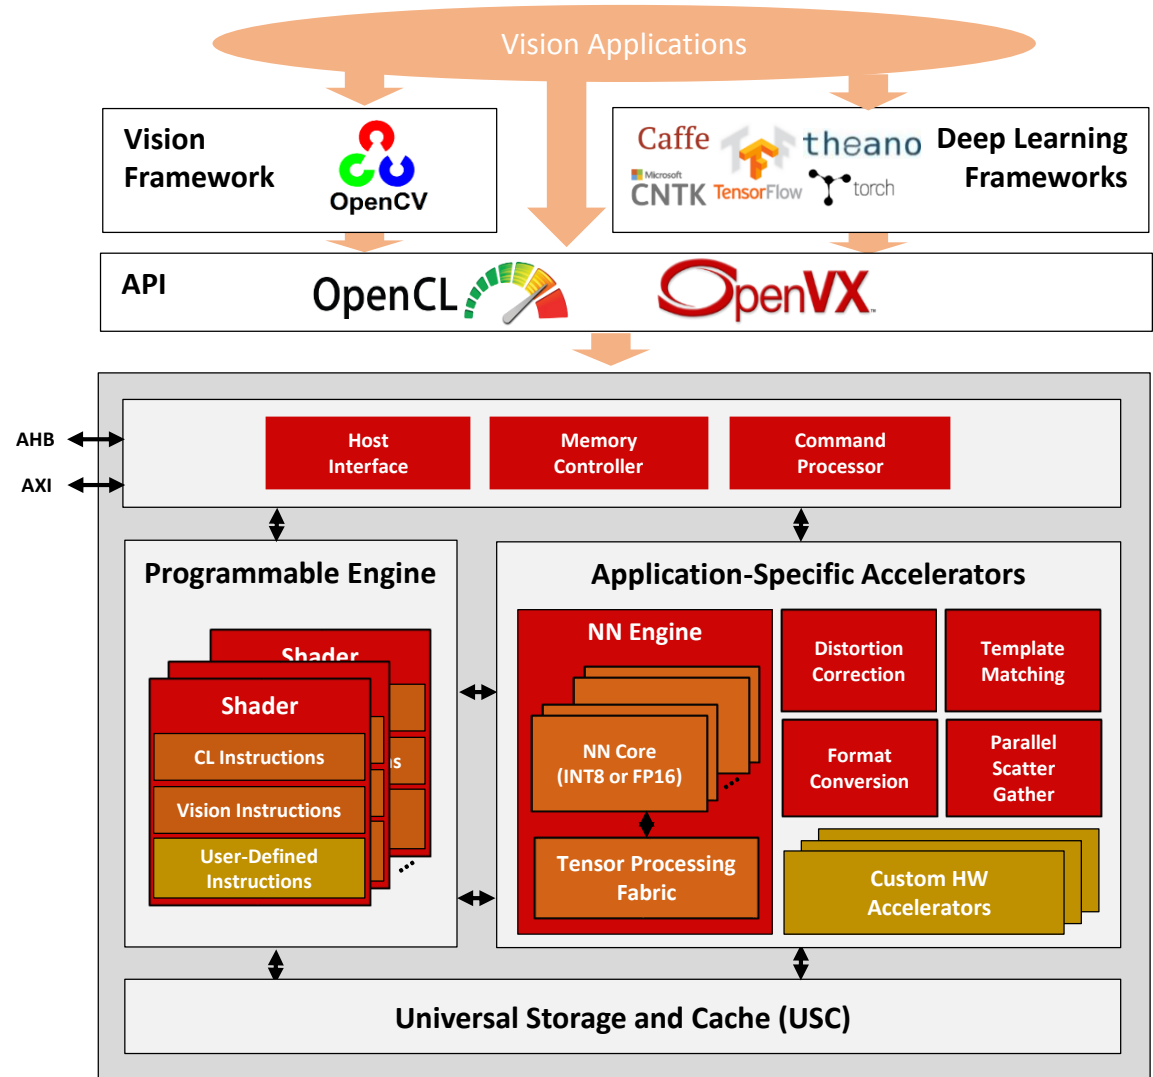 Vision Applications
Vision
Framework
OpenCV
Caffe
theano
Microsoft
CNTK
TensorFlow
torch
Deep Learning
Frameworks
API
OpenCL
OpenVX™
AHB
AXI
Host
Interface
Memory
Controller
Command
Processor
Programmable Engine
Shader
Shader
CL Instructions
Vision Instructions
User-Defined
Instructions
Application-Specific Accelerators
NN Engine
NN Core
(INT8 or FP16)
Tensor Processing
Fabric
Distortion
Correction
Template
Matching
Format
Conversion
Parallel
Scatter
Gather
Custom HW
Accelerators
Universal Storage and Cache (USC)